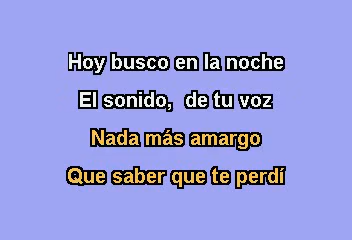 Hoy busco en la noche
El sonido,  de tu voz
Nada más amargo
Que saber que te perdí